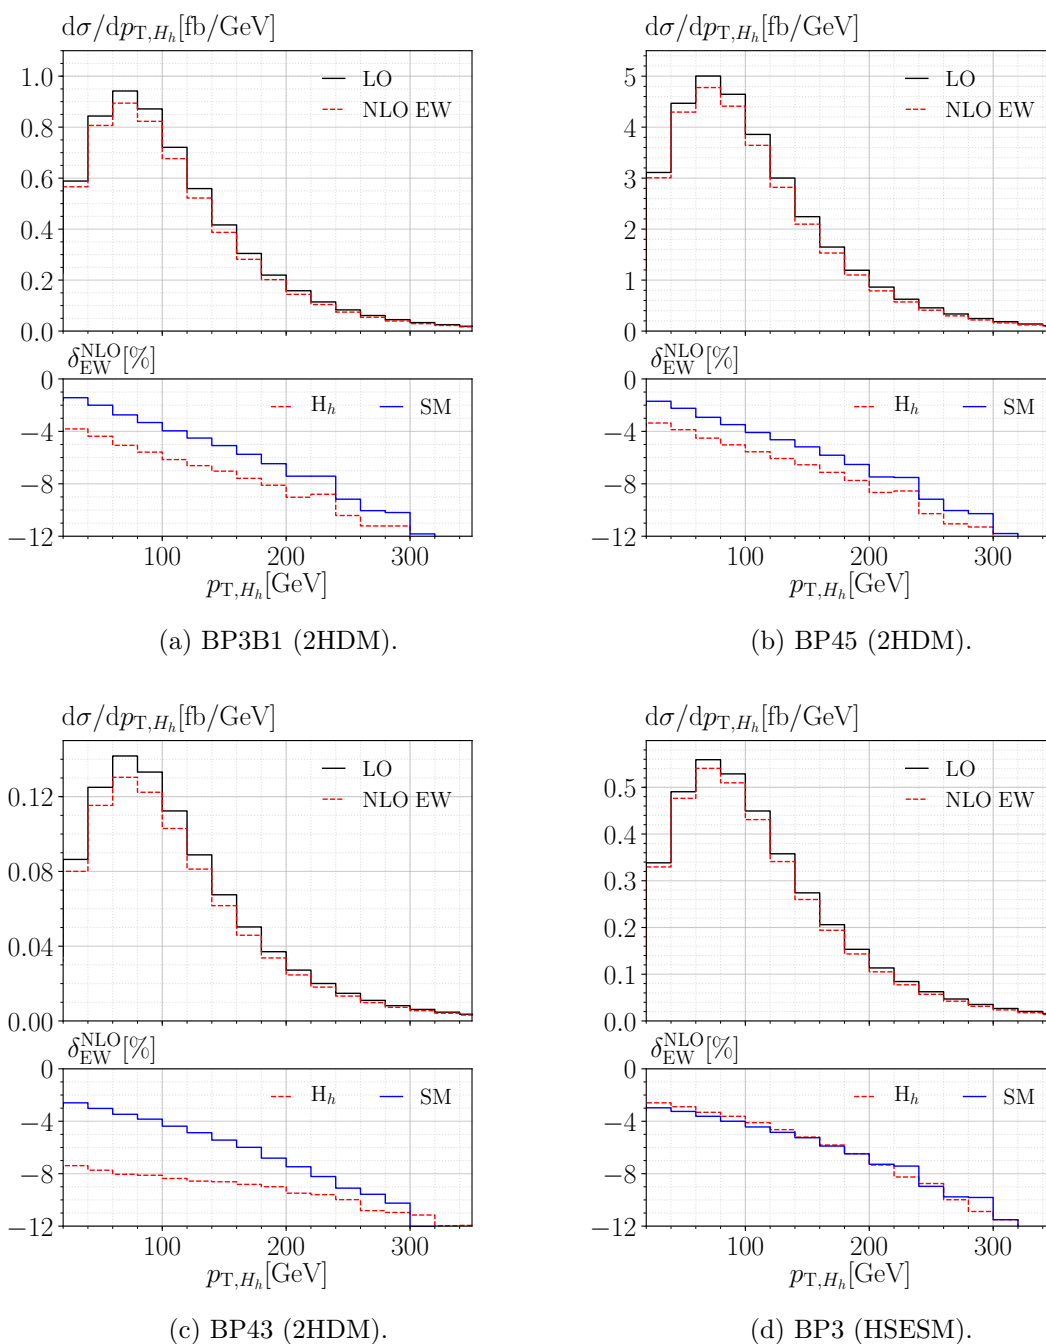 dσ/dp_{T,H_h}[fb/GeV]
1.0
0.8
0.6
0.4
0.2
0.0
LO
NLO EW
δ_{EW}^{NLO}[%]
0
−4
−8
−12
H_h
SM
100
200
300
p_{T,H_h}[GeV]
(a) BP3B1 (2HDM).
dσ/dp_{T,H_h}[fb/GeV]
5
4
3
2
1
0
LO
NLO EW
δ_{EW}^{NLO}[%]
0
−4
−8
−12
H_h
SM
100
200
300
p_{T,H_h}[GeV]
(b) BP45 (2HDM).
dσ/dp_{T,H_h}[fb/GeV]
0.12
0.08
0.04
0.00
LO
NLO EW
δ_{EW}^{NLO}[%]
0
−4
−8
−12
H_h
SM
100
200
300
p_{T,H_h}[GeV]
(c) BP43 (2HDM).
dσ/dp_{T,H_h}[fb/GeV]
0.5
0.4
0.3
0.2
0.1
0.0
LO
NLO EW
δ_{EW}^{NLO}[%]
0
−4
−8
−12
H_h
SM
100
200
300
p_{T,H_h}[GeV]
(d) BP3 (HSESM).